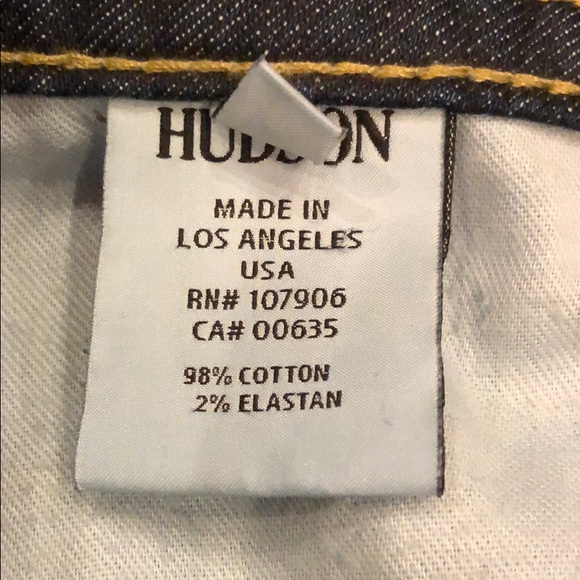 HUDSON
MADE IN
LOS ANGELES
USA
RN# 107906
CA# 00635
98% COTTON
2% ELASTAN